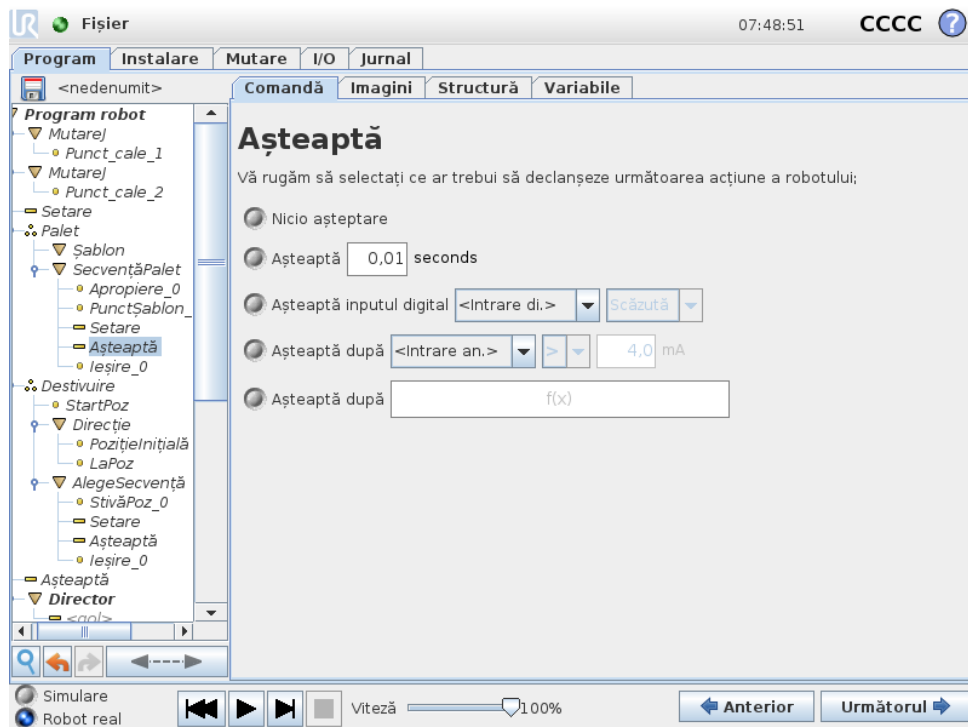 UR Fișier 07:48:51 CCCC ?
Program Instalare Mutare I/O Jurnal
<nedenumit>
Comandă Imagini Structură Variabile
Program robot
MutareJ
Punct_cale_1
MutareJ
Punct_cale_2
Setare
Palet
Șablon
SecvențăPalet
Apropiere_0
PunctȘablon_
Setare
Așteaptă
Ieșire_0
Destivuire
StartPoz
Direcție
PozițieInițială
LaPoz
AlegeSecvență
StivăPoz_0
Setare
Așteaptă
Ieșire_0
Așteaptă
Director
<gol>
Așteaptă
Vă rugăm să selectați ce ar trebui să declanșeze următoarea acțiune a robotului;
Nicio așteptare
Așteaptă 0,01 seconds
Așteaptă inputul digital <Intrare di.> Scăzută
Așteaptă după <Intrare an.> > 4,0 mA
Așteaptă după f(x)
Simulare
Robot real
Viteză 100%
Anterior Următorul